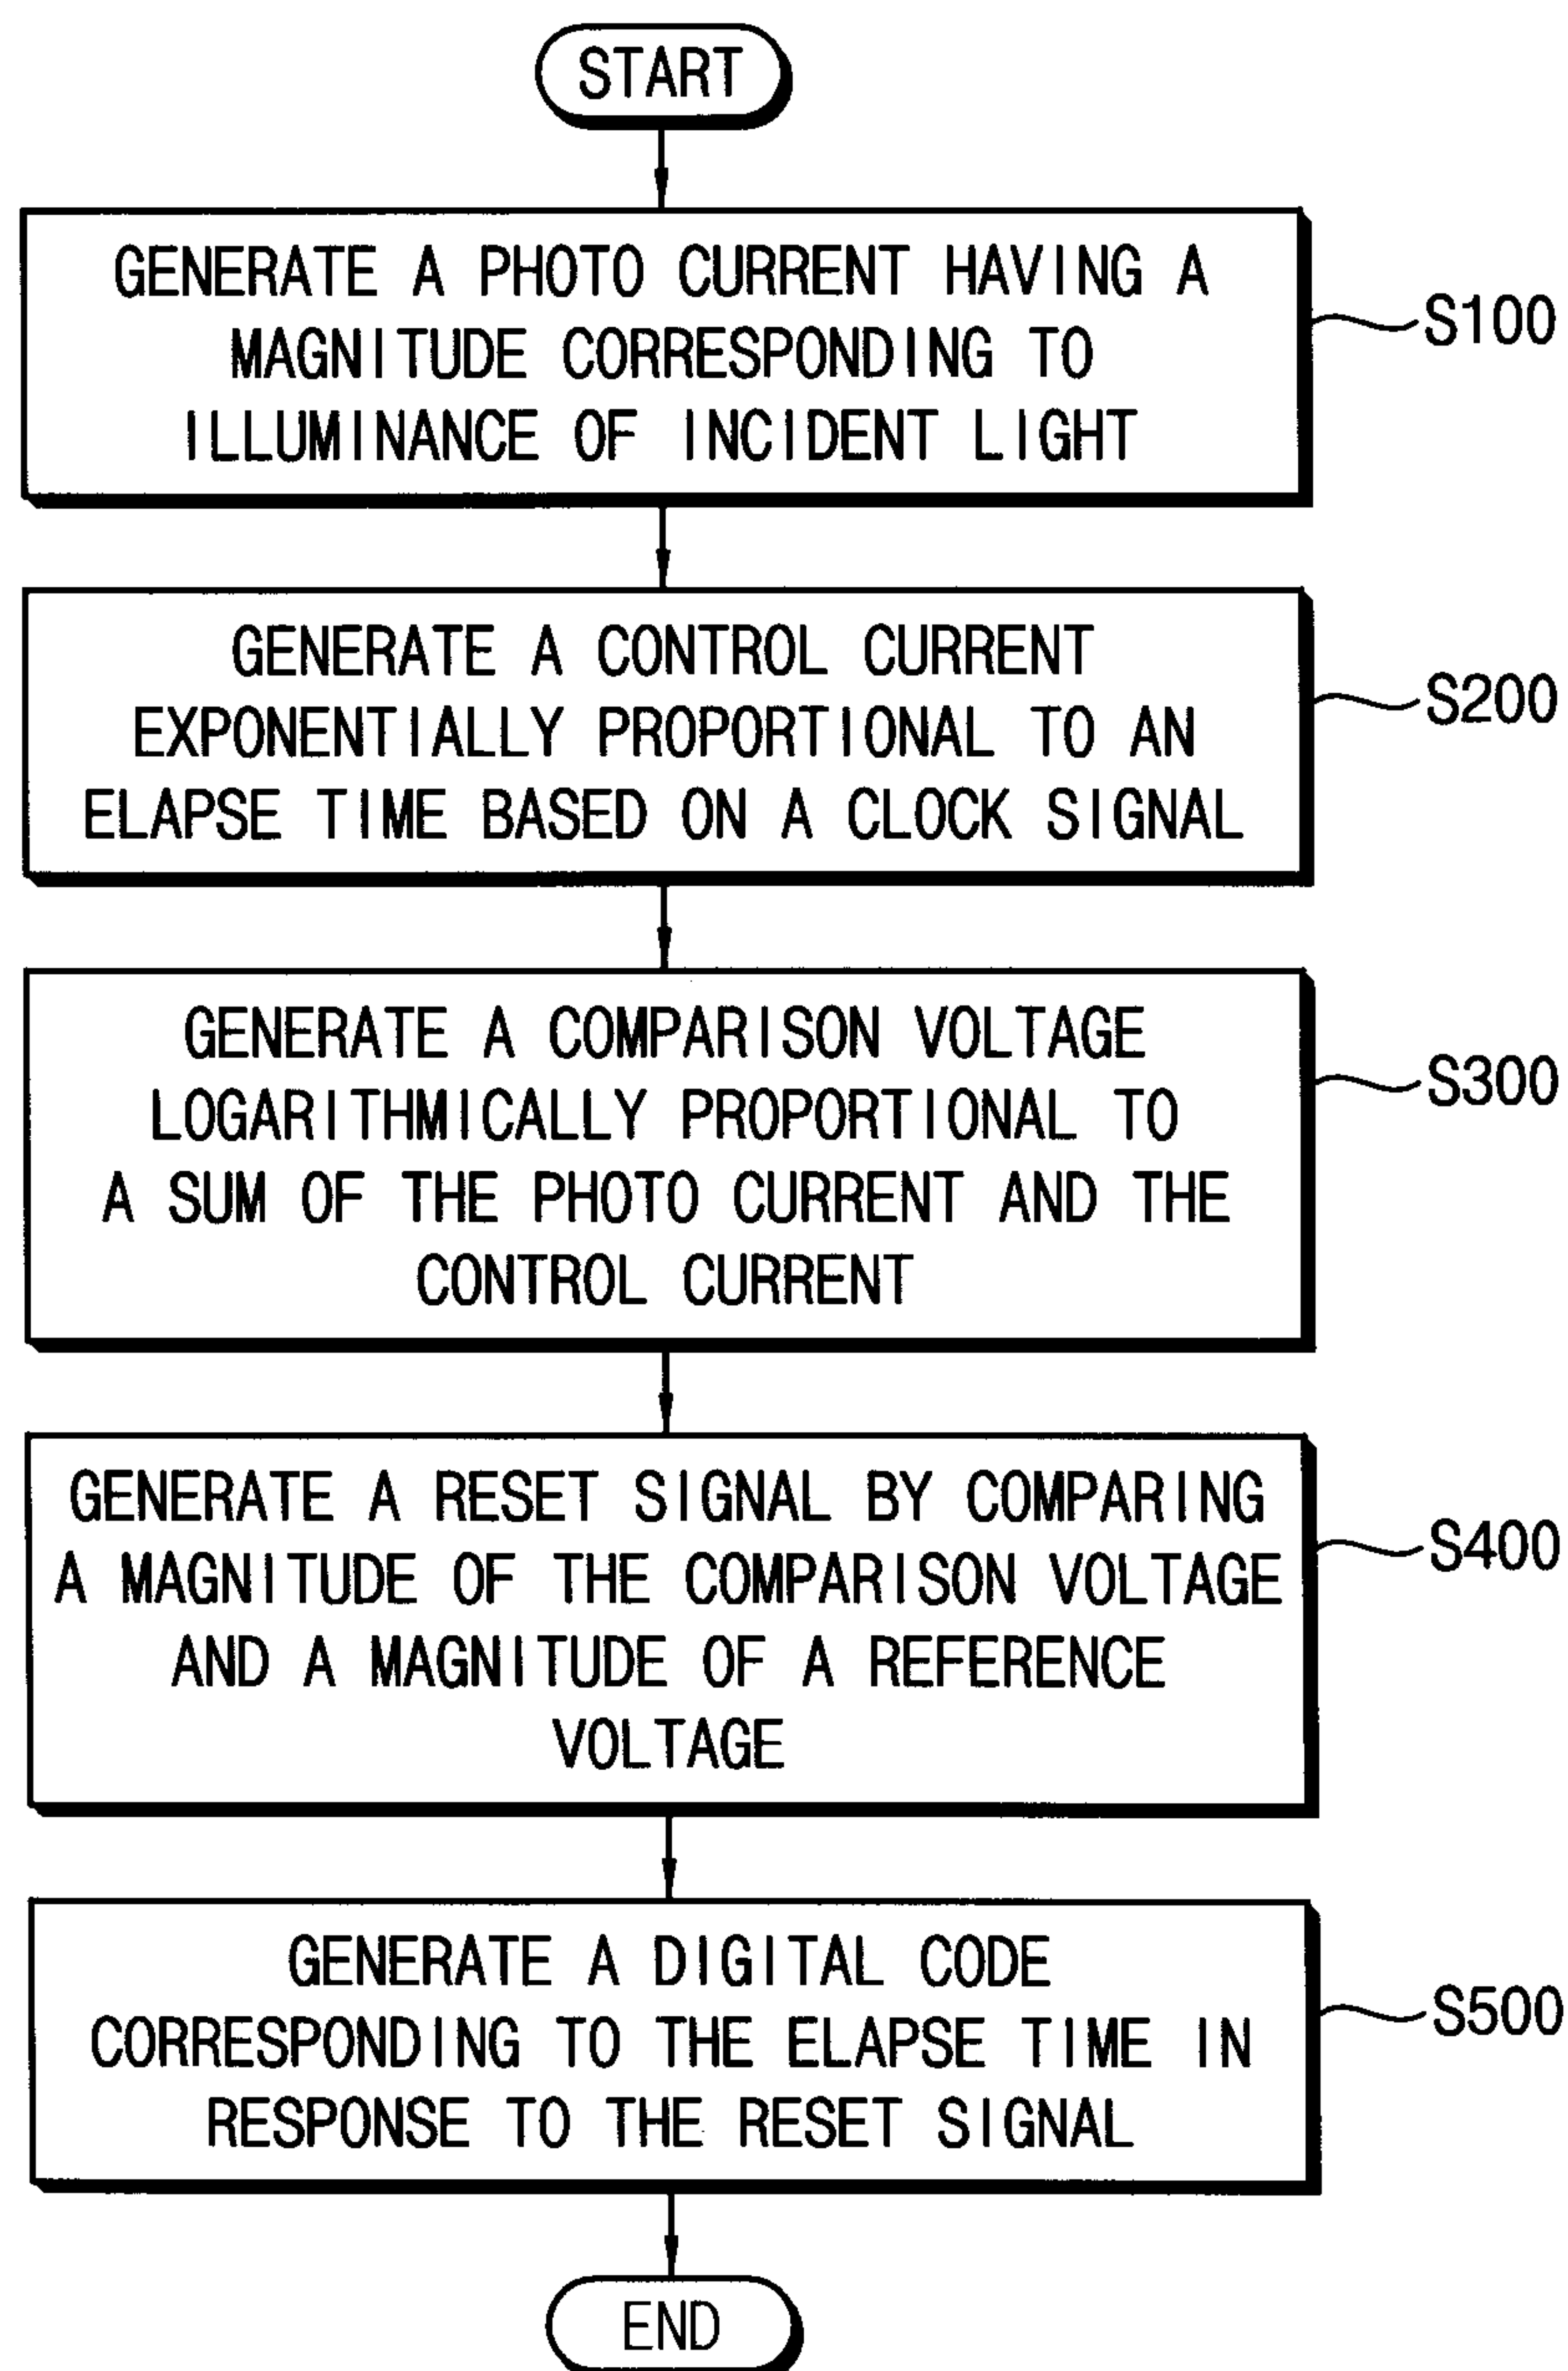 START
GENERATE A PHOTO CURRENT HAVING A
MAGNITUDE CORRESPONDING TO
ILLUMINANCE OF INCIDENT LIGHT
S100
GENERATE A CONTROL CURRENT
EXPONENTIALLY PROPORTIONAL TO AN
ELAPSE TIME BASED ON A CLOCK SIGNAL
S200
GENERATE A COMPARISON VOLTAGE
LOGARITHMICALLY PROPORTIONAL TO
A SUM OF THE PHOTO CURRENT AND THE
CONTROL CURRENT
S300
GENERATE A RESET SIGNAL BY COMPARING
A MAGNITUDE OF THE COMPARISON VOLTAGE
AND A MAGNITUDE OF A REFERENCE
VOLTAGE
S400
GENERATE A DIGITAL CODE
CORRESPONDING TO THE ELAPSE TIME IN
RESPONSE TO THE RESET SIGNAL
S500
END